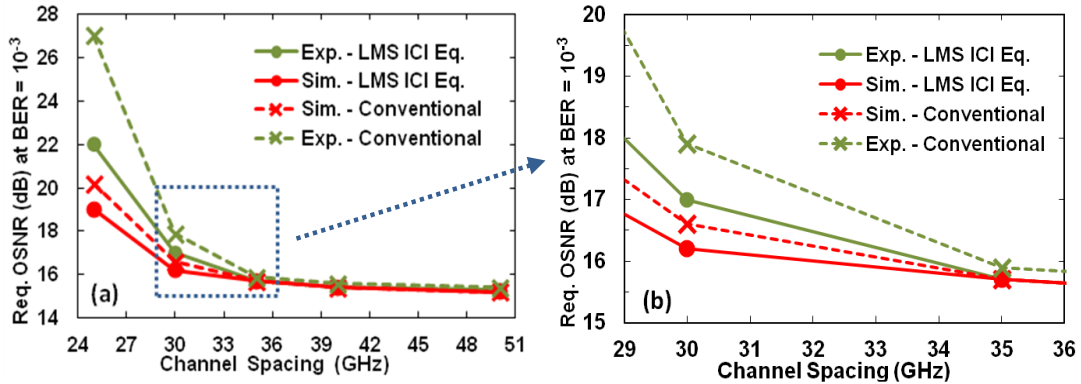 Req. OSNR (dB) at BER = 10⁻³
28
26
24
22
20
18
16
14
Exp. - LMS ICI Eq.
Sim. - LMS ICI Eq.
Sim. - Conventional
Exp. - Conventional
(a)
24 27 30 33 36 39 42 45 48 51
Channel Spacing (GHz)
Req. OSNR (dB) at BER = 10⁻³
20
19
18
17
16
15
Exp. - LMS ICI Eq.
Sim. - LMS ICI Eq.
Sim. - Conventional
Exp. - Conventional
(b)
29 30 31 32 33 34 35 36
Channel Spacing (GHz)